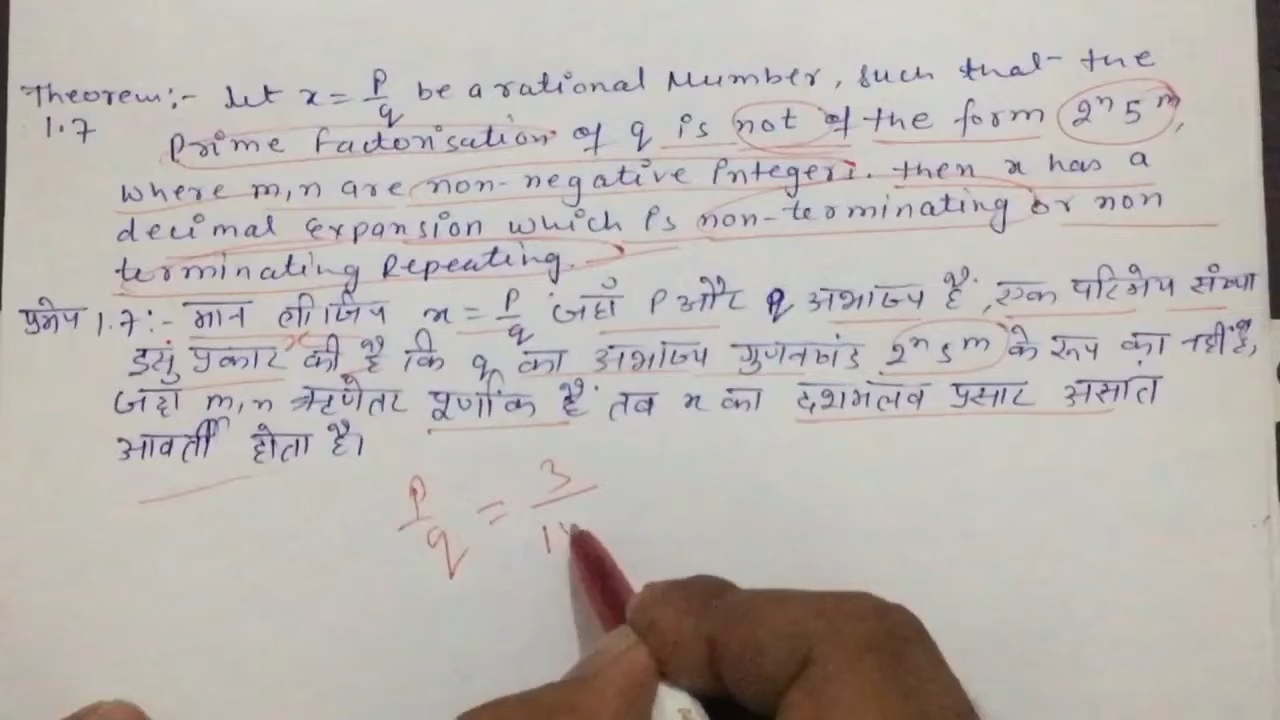 Theorem:- Let x = p/q be a rational Number, such that the
1.7 Prime Factorisation of q is not of the form 2ⁿ5ᵐ,
where m,n are non-negative Integers. then x has a
decimal expansion which is non-terminating or non
terminating Repeating.
प्रमेय 1.7:- मान लीजिए x = p/q जहाँ p और q अभाज्य हैं, एक परिमेय संख्या
इस प्रकार की है कि q का अभाज्य गुणनखंड 2ⁿ5ᵐ के रूप का नहीं है,
जहां m,n ऋणेतर पूर्णांक हैं तब x का दशमलव प्रसार असांत
आवर्ती होता है।
p/q = 3/1